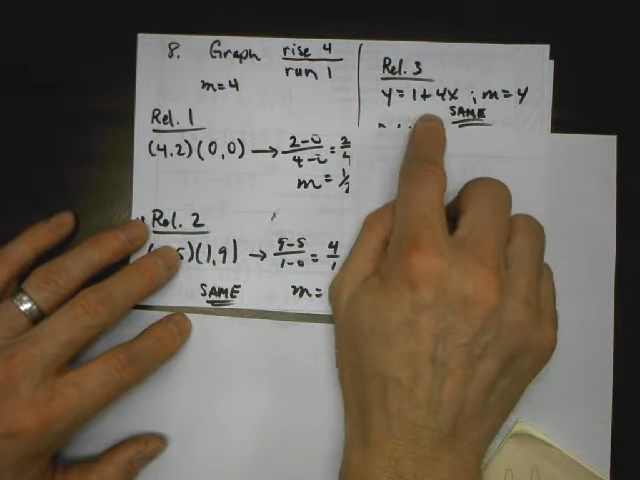 8. Graph rise 4
run 1
m=4
Rel. 1
(4,2)(0,0) → 2-0 =
4-0
m =
Rel. 2
5)(1,9) → 9-5 = 4
1-0 1
SAME m=
Rel. 3
y=1+4x ; m=4
SAME